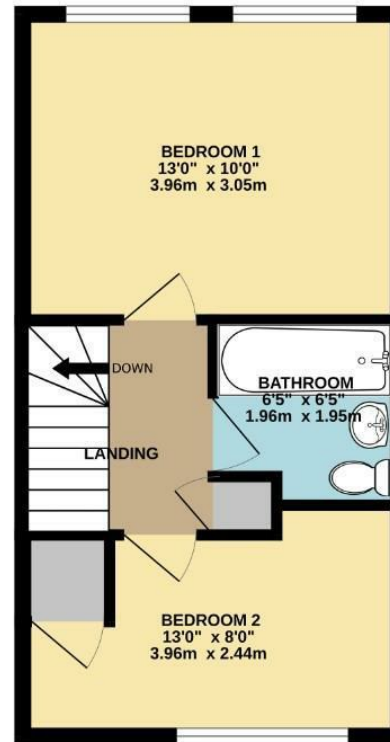 BEDROOM 1
13'0" x 10'0"
3.96m x 3.05m
DOWN
BATHROOM
6'5" x 6'5"
1.96m x 1.95m
LANDING
BEDROOM 2
13'0" x 8'0"
3.96m x 2.44m